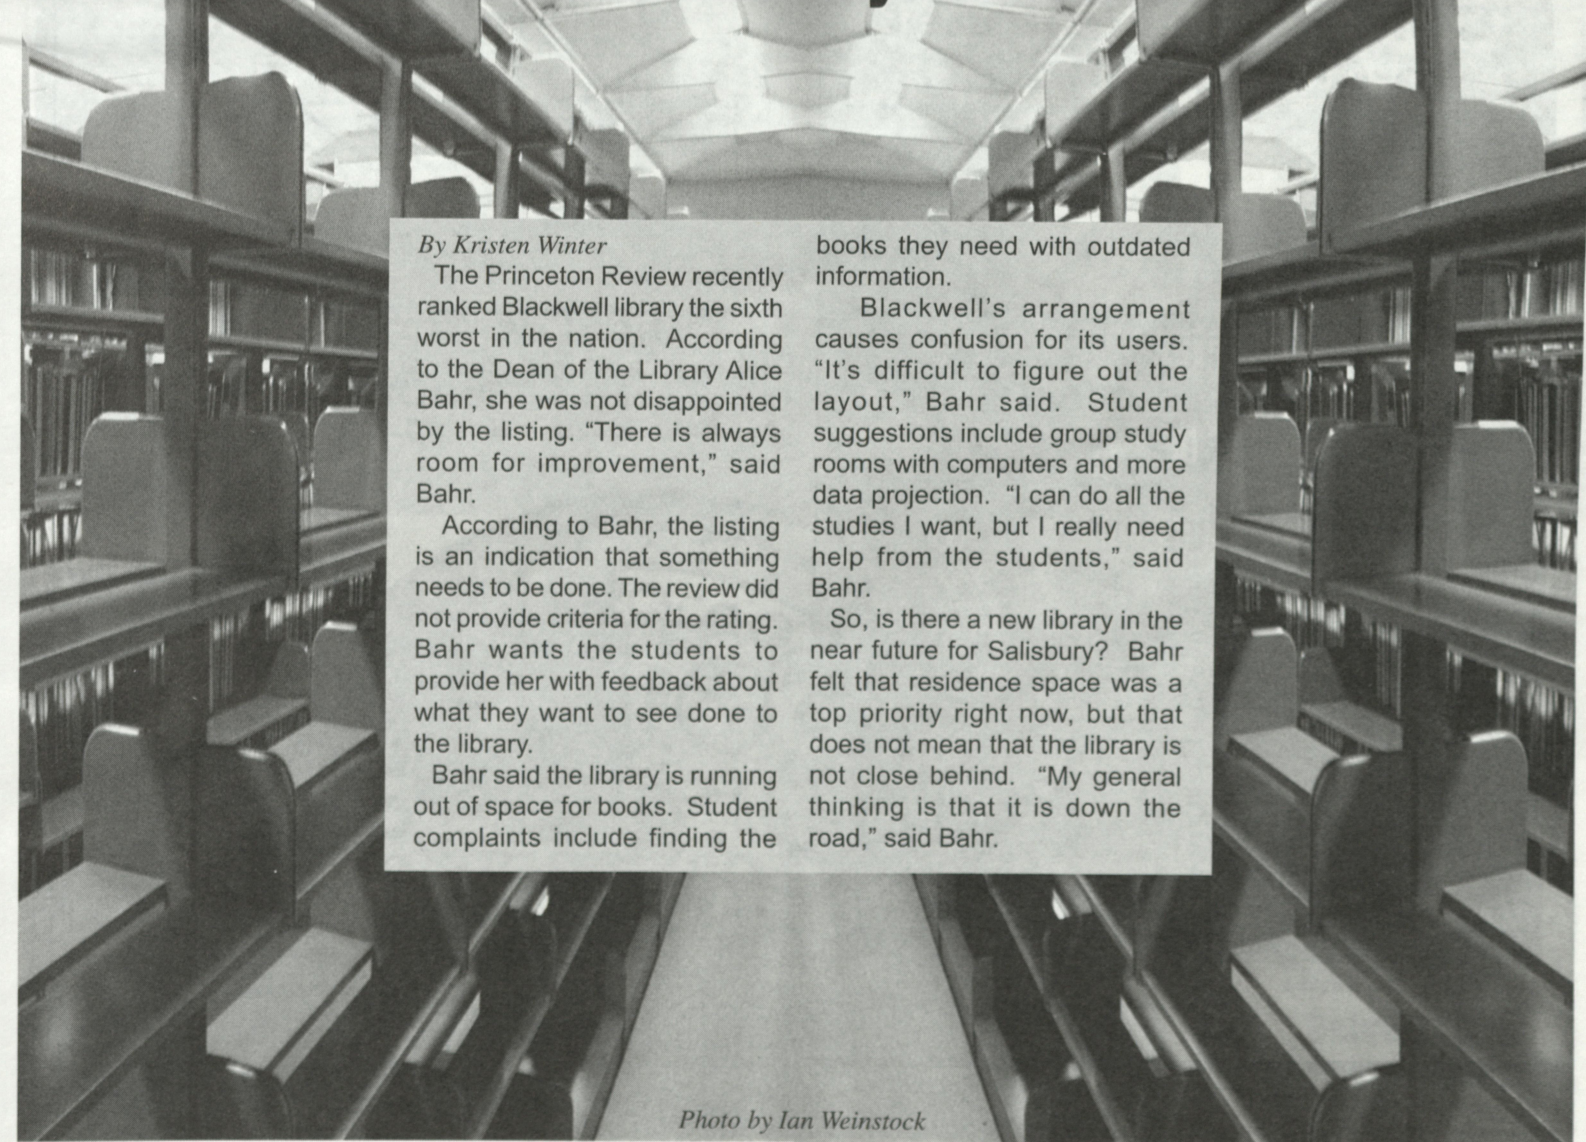 By Kristen Winter
The Princeton Review recently
ranked Blackwell library the sixth
worst in the nation. According
to the Dean of the Library Alice
Bahr, she was not disappointed
by the listing. “There is always
room for improvement,” said
Bahr.
According to Bahr, the listing
is an indication that something
needs to be done. The review did
not provide criteria for the rating.
Bahr wants the students to
provide her with feedback about
what they want to see done to
the library.
Bahr said the library is running
out of space for books. Student
complaints include finding the
books they need with outdated
information.
Blackwell's arrangement
causes confusion for its users.
“It's difficult to figure out the
layout,” Bahr said. Student
suggestions include group study
rooms with computers and more
data projection. “I can do all the
studies I want, but I really need
help from the students,” said
Bahr.
So, is there a new library in the
near future for Salisbury? Bahr
felt that residence space was a
top priority right now, but that
does not mean that the library is
not close behind. “My general
thinking is that it is down the
road,” said Bahr.
Photo by Ian Weinstock